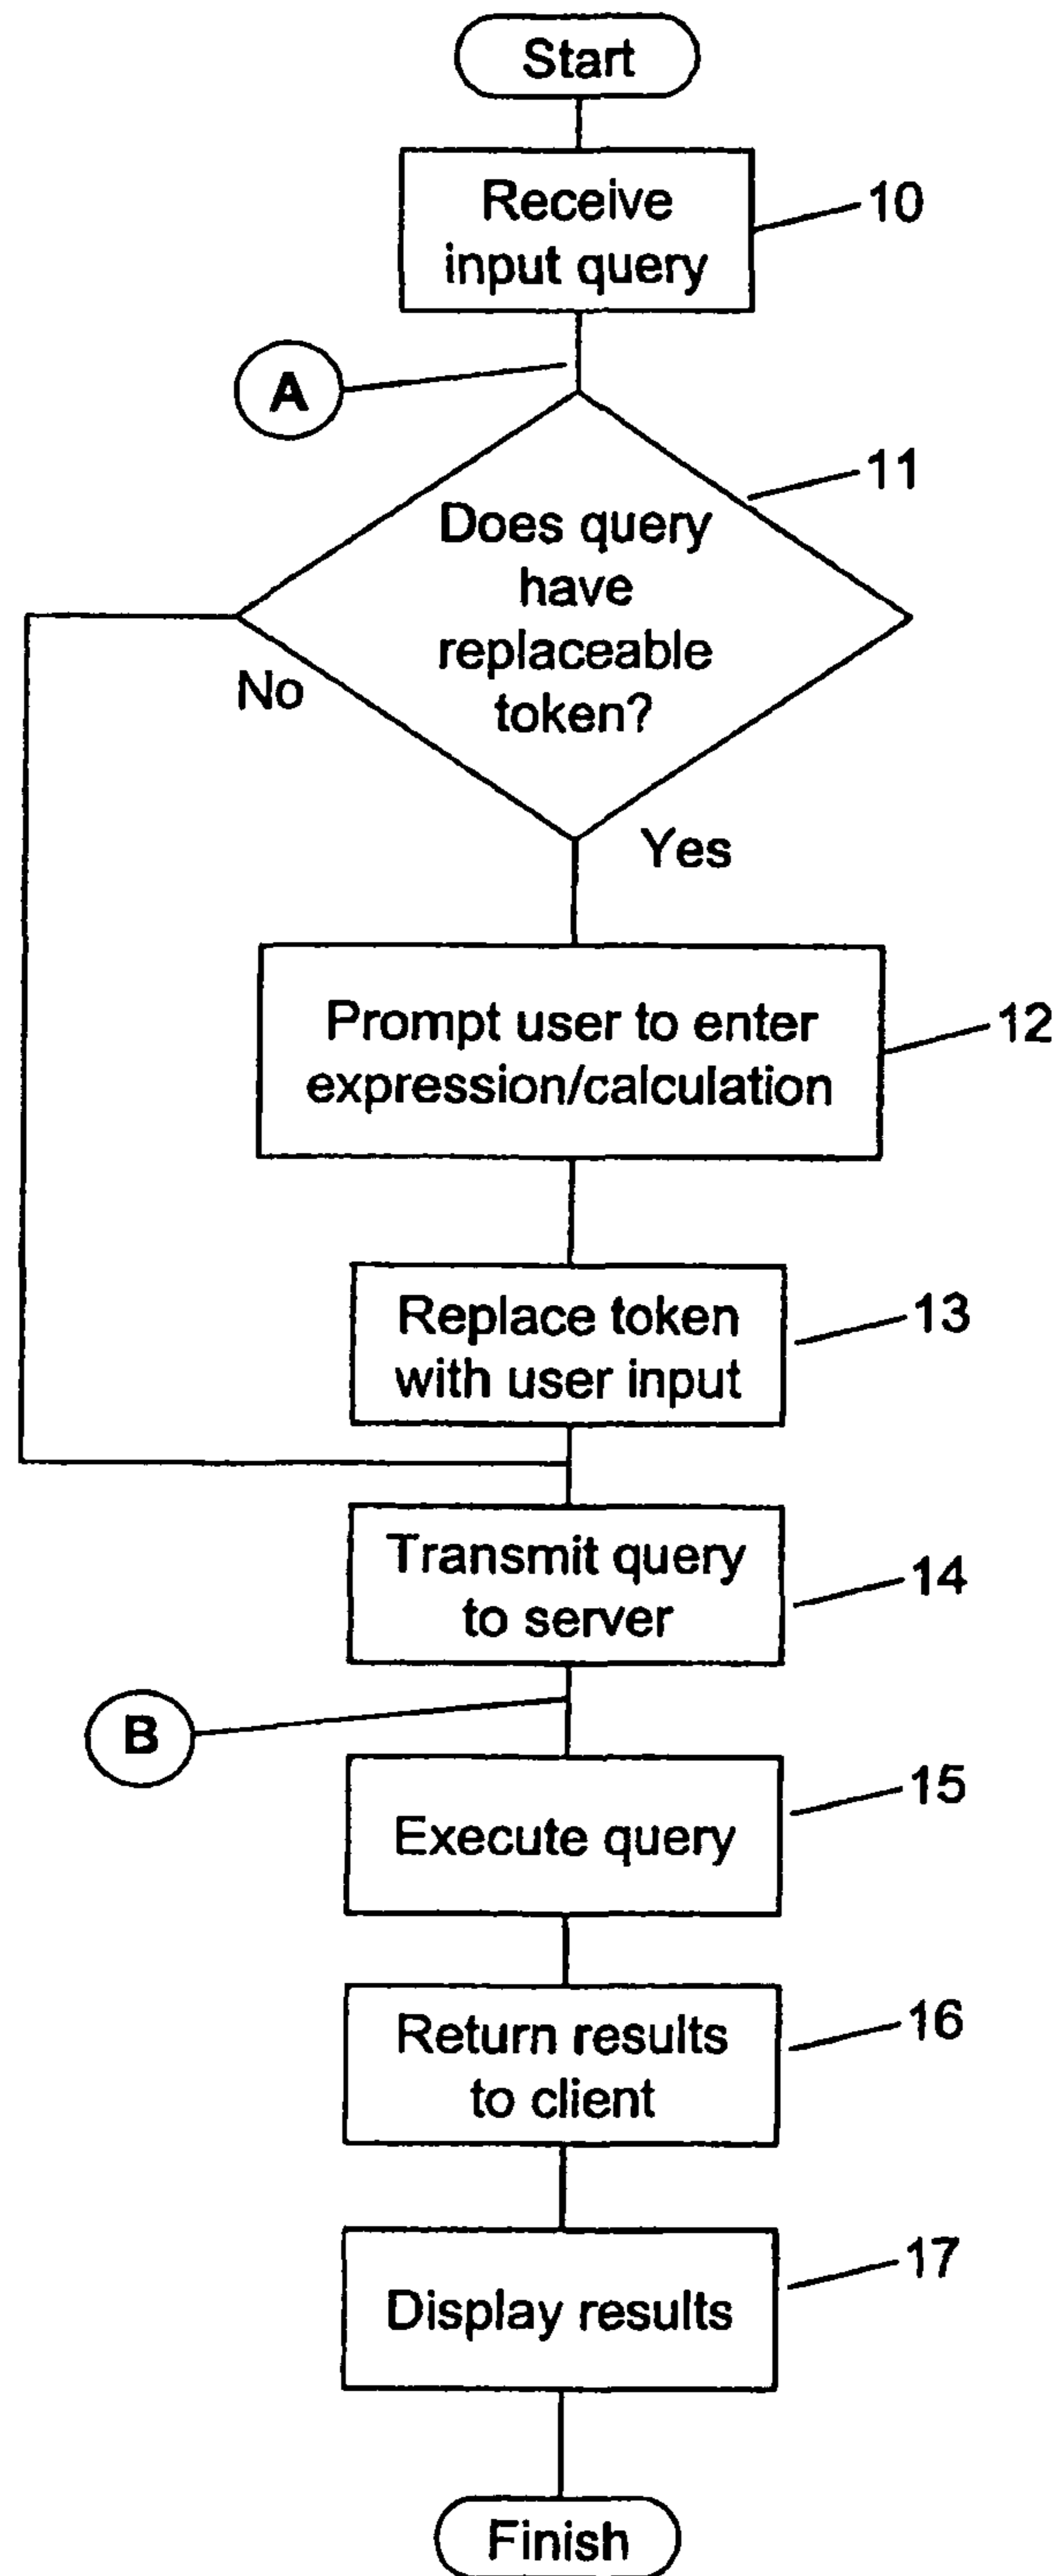 Start
Receive
input query
10
A
11
Does query
have
replaceable
token?
No
Yes
Prompt user to enter
expression/calculation
12
Replace token
with user input
13
Transmit query
to server
14
B
15
Execute query
Return results
to client
16
17
Display results
Finish